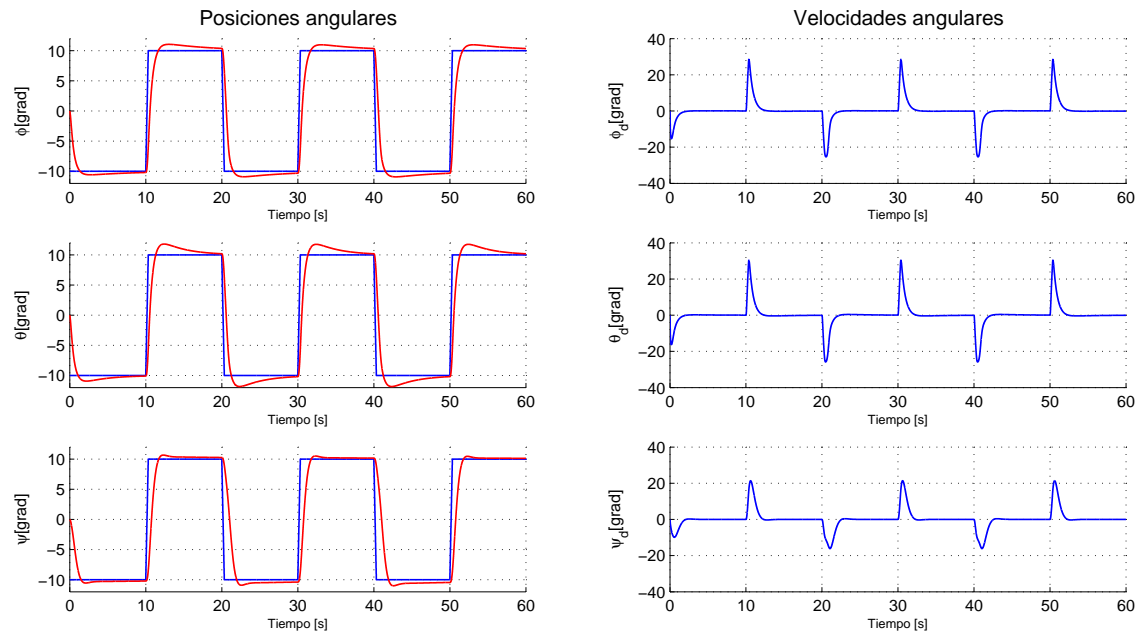 Posiciones angulares
10
5
0
−5
−10
ϕ[grad]
0 10 20 30 40 50 60
Tiempo [s]
10
5
0
−5
−10
θ[grad]
0 10 20 30 40 50 60
Tiempo [s]
10
5
0
−5
−10
ψ[grad]
0 10 20 30 40 50 60
Tiempo [s]
Velocidades angulares
40
20
0
−20
−40
ϕd[grad]
0 10 20 30 40 50 60
Tiempo [s]
40
20
0
−20
−40
θd[grad]
0 10 20 30 40 50 60
Tiempo [s]
40
20
0
−20
−40
ψd[grad]
0 10 20 30 40 50 60
Tiempo [s]